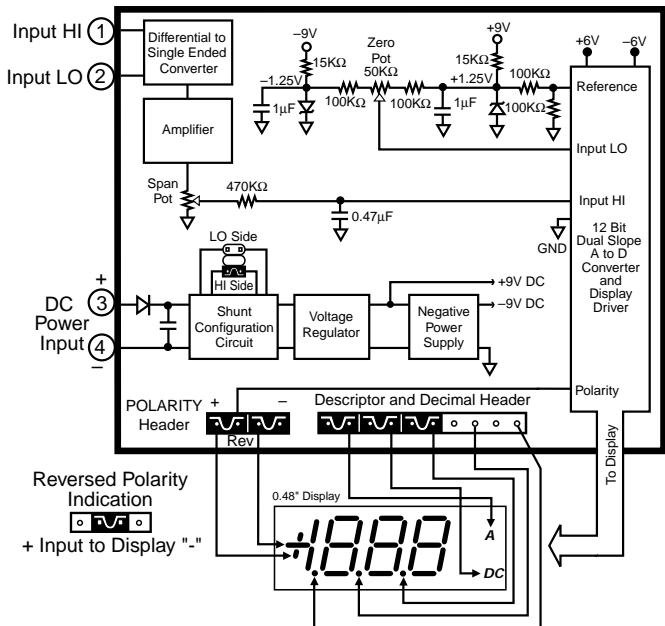 Input HI 1
Input LO 2
Differential to
Single Ended
Converter
Amplifier
Span
Pot
470KΩ
0.47µF
–9V
15KΩ
–1.25V
1µF
100KΩ
Zero
Pot
50KΩ
100KΩ
+1.25V
1µF
+9V
15KΩ
100KΩ
100KΩ
+6V
–6V
Reference
Input LO
Input HI
GND
12 Bit
Dual Slope
A to D
Converter
and
Display
Driver
Polarity
LO Side
HI Side
+
DC 3
Power
Input 4
–
Shunt
Configuration
Circuit
Voltage
Regulator
Negative
Power
Supply
+9V DC
–9V DC
POLARITY
Header
+ –
Rev
Descriptor and Decimal Header
To Display
Reversed Polarity
Indication
+ Input to Display "-"
0.48" Display
1.8.8.8
A
DC